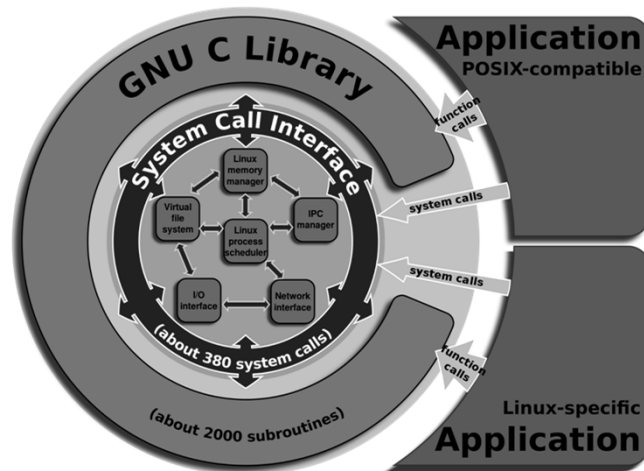 Application
POSIX-compatible
GNU C Library
function
calls
System Call Interface
Linux
memory
manager
Virtual
file
system
IPC
manager
Linux
process
scheduler
system calls
system calls
I/O
interface
Network
interface
(about 380 system calls)
function
calls
(about 2000 subroutines)
Linux-specific
Application